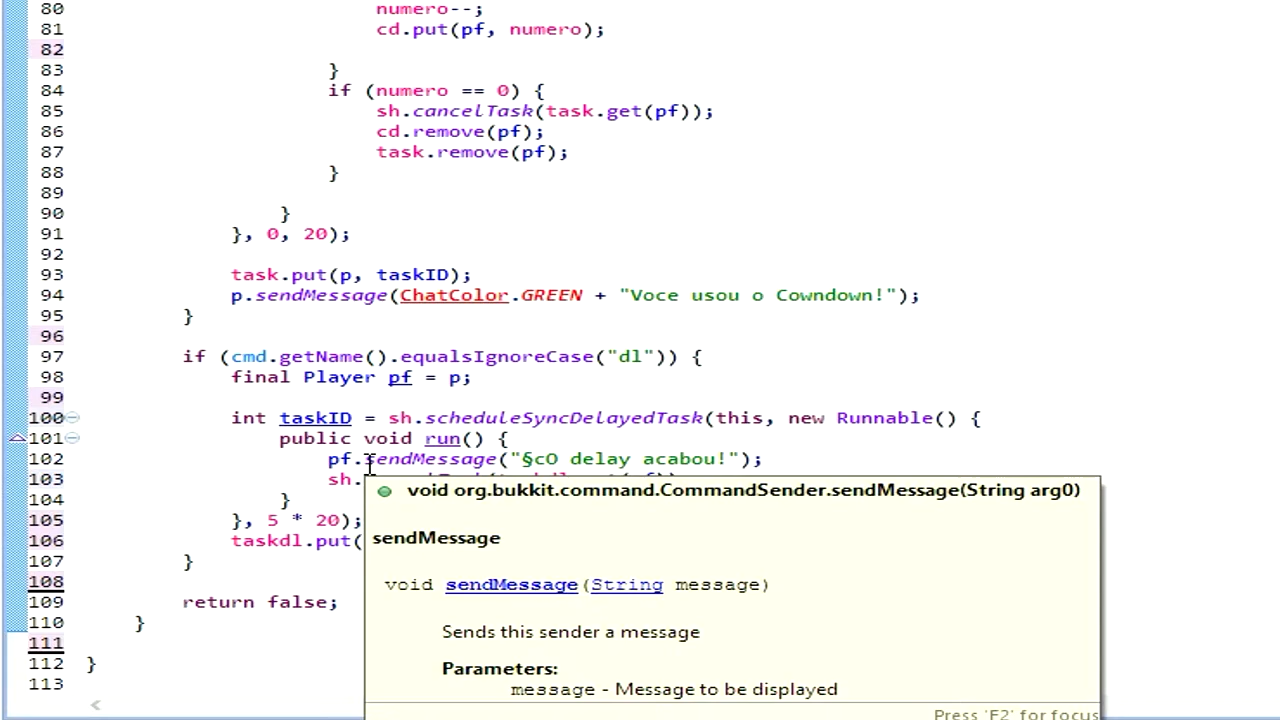 80 numero--;
81 cd.put(pf, numero);
82
83 }
84 if (numero == 0) {
85 sh.cancelTask(task.get(pf));
86 cd.remove(pf);
87 task.remove(pf);
88 }
89
90 }
91 }, 0, 20);
92
93 task.put(p, taskID);
94 p.sendMessage(ChatColor.GREEN + "Voce usou o Cowndown!");
95 }
96
97 if (cmd.getName().equalsIgnoreCase("dl")) {
98 final Player pf = p;
99
100 int taskID = sh.scheduleSyncDelayedTask(this, new Runnable() {
101 public void run() {
102 pf.sendMessage("§cO delay acabou!");
103 sh.
104 }
105 }, 5 * 20);
106 taskdl.put(
107 }
108
109 return false;
110 }
111
112 }
113
void org.bukkit.command.CommandSender.sendMessage(String arg0)
sendMessage
void sendMessage(String message)
Sends this sender a message
Parameters:
message - Message to be displayed
Press 'F2' for focus